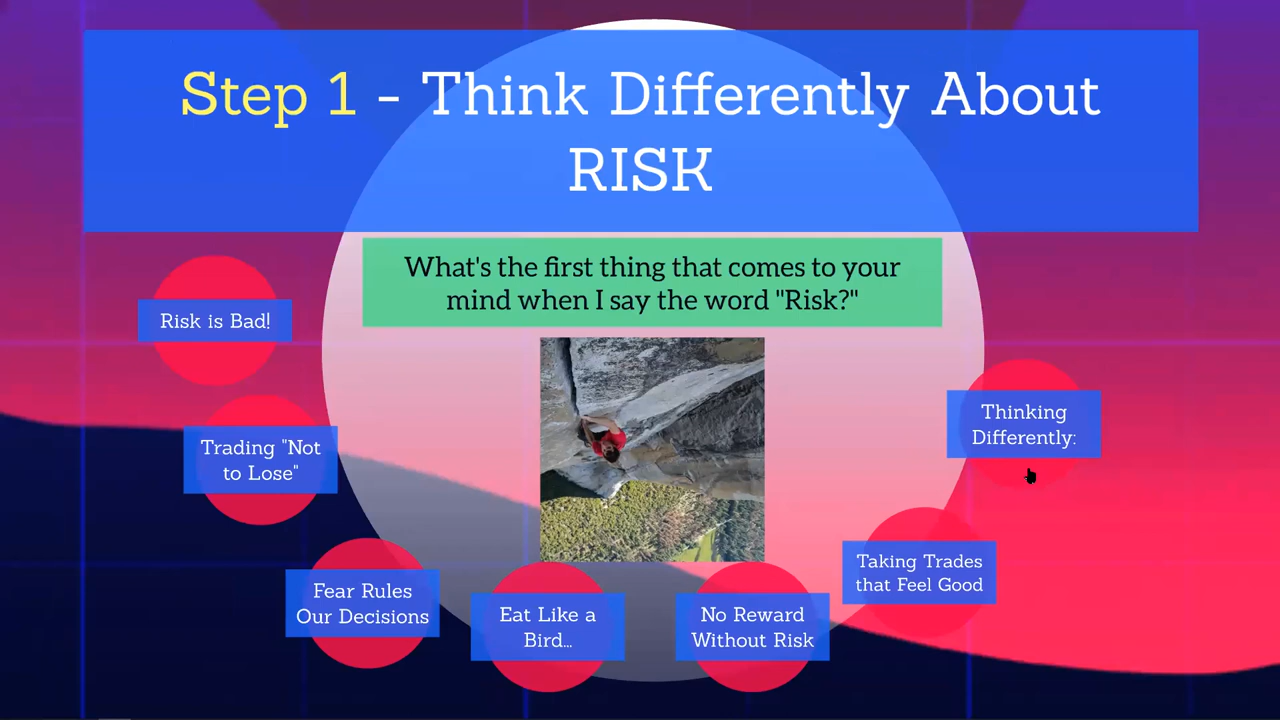 Step 1 - Think Differently About
RISK
What's the first thing that comes to your
mind when I say the word "Risk?"
Risk is Bad!
Trading "Not
to Lose"
Fear Rules
Our Decisions
Eat Like a
Bird...
No Reward
Without Risk
Taking Trades
that Feel Good
Thinking
Differently: